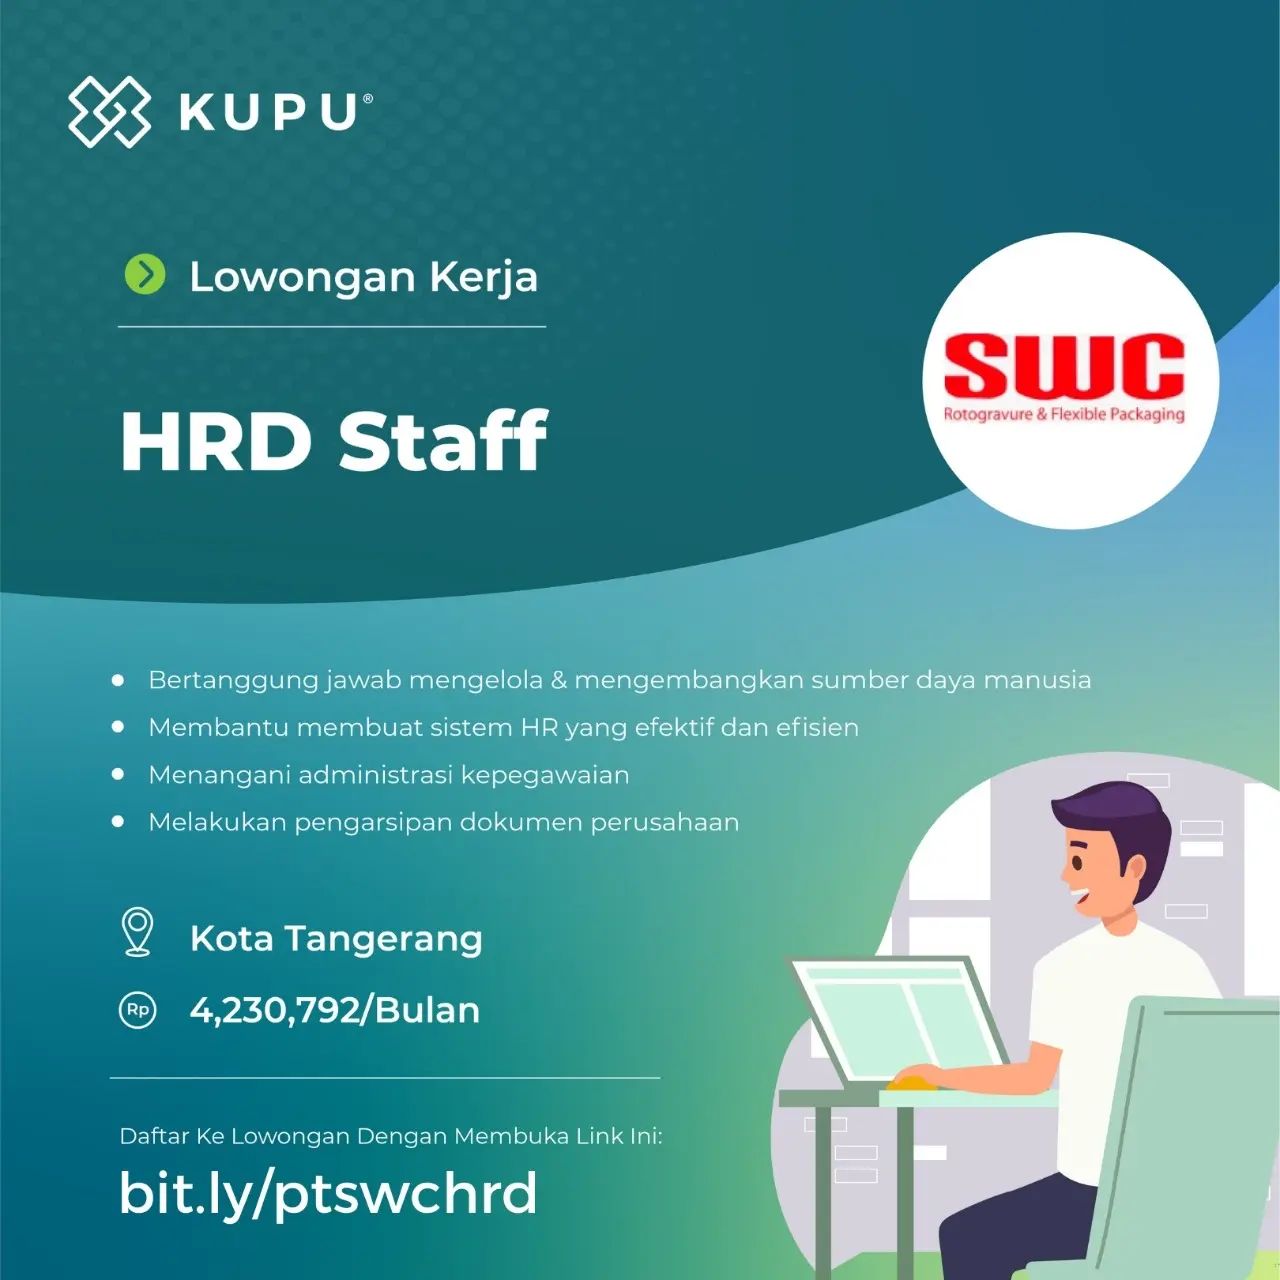 KUPU®
Lowongan Kerja
HRD Staff
SWC
Rotogravure & Flexible Packaging
Bertanggung jawab mengelola & mengembangkan sumber daya manusia
Membantu membuat sistem HR yang efektif dan efisien
Menangani administrasi kepegawaian
Melakukan pengarsipan dokumen perusahaan
Kota Tangerang
Rp 4,230,792/Bulan
Daftar Ke Lowongan Dengan Membuka Link Ini:
bit.ly/ptswchrd